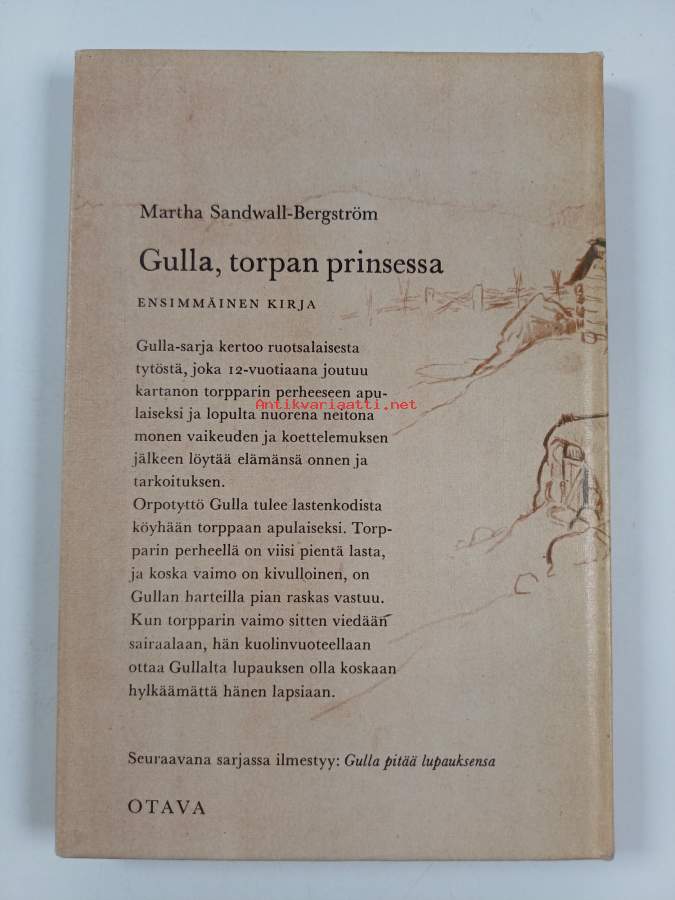 Martha Sandwall-Bergström
Gulla, torpan prinsessa
ENSIMMÄINEN KIRJA
Gulla-sarja kertoo ruotsalaisesta
tytöstä, joka 12-vuotiaana joutuu
kartanon torpparin perheeseen apu-
laiseksi ja lopulta nuorena neitona
Antikvariaatti.net
monen vaikeuden ja koettelemuksen
jälkeen löytää elämänsä onnen ja
tarkoituksen.
Orpotyttö Gulla tulee lastenkodista
köyhään torppaan apulaiseksi. Torp-
parin perheellä on viisi pientä lasta,
ja koska vaimo on kivulloinen, on
Gullan harteilla pian raskas vastuu.
Kun torpparin vaimo sitten viedään
sairaalaan, hän kuolinvuoteellaan
ottaa Gullalta lupauksen olla koskaan
hylkäämättä hänen lapsiaan.
Seuraavana sarjassa ilmestyy: Gulla pitää lupauksensa
OTAVA